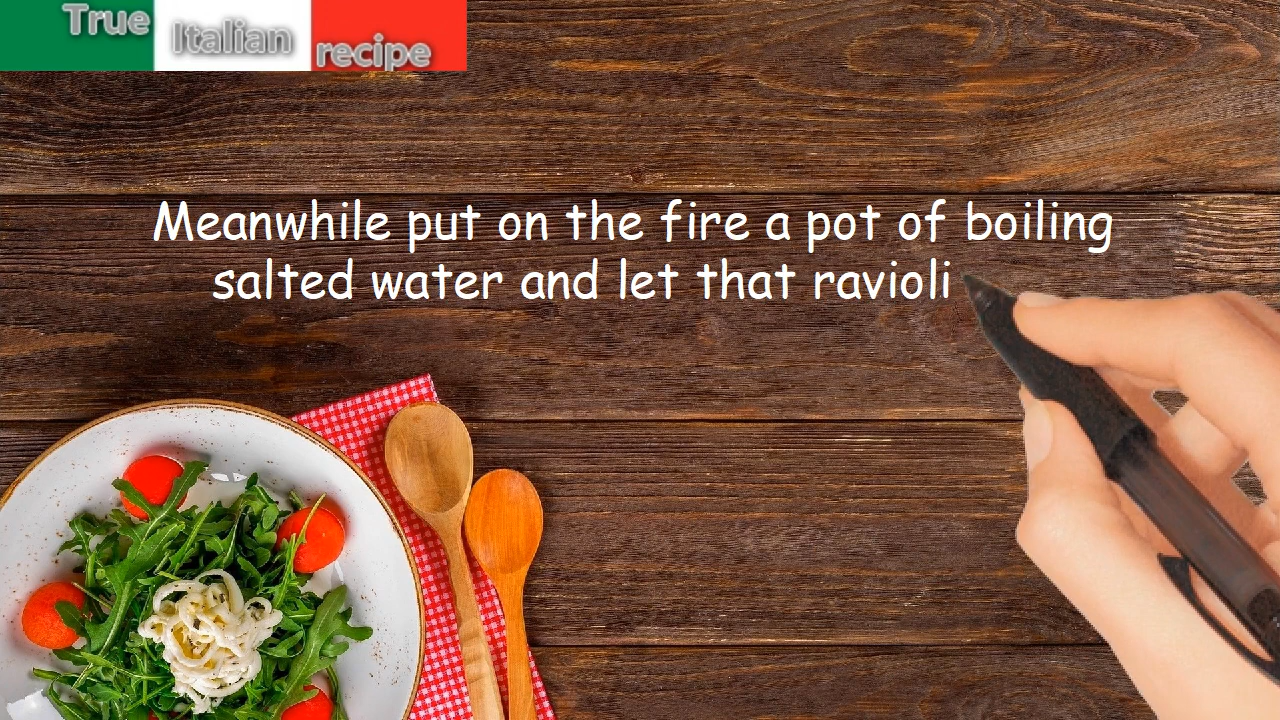 True Italian recipe
Meanwhile put on the fire a pot of boiling
salted water and let that ravioli